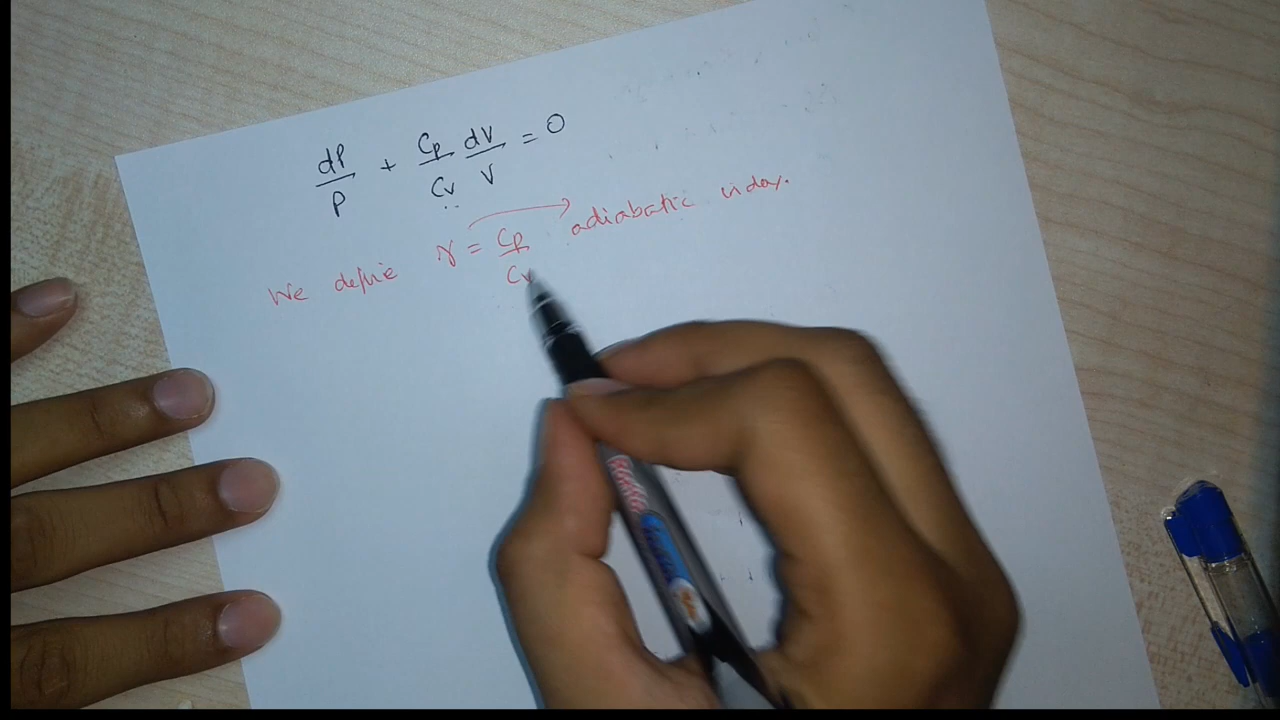 dP/P + Cp/Cv dV/V = 0
We define γ = Cp/Cv → adiabatic index.